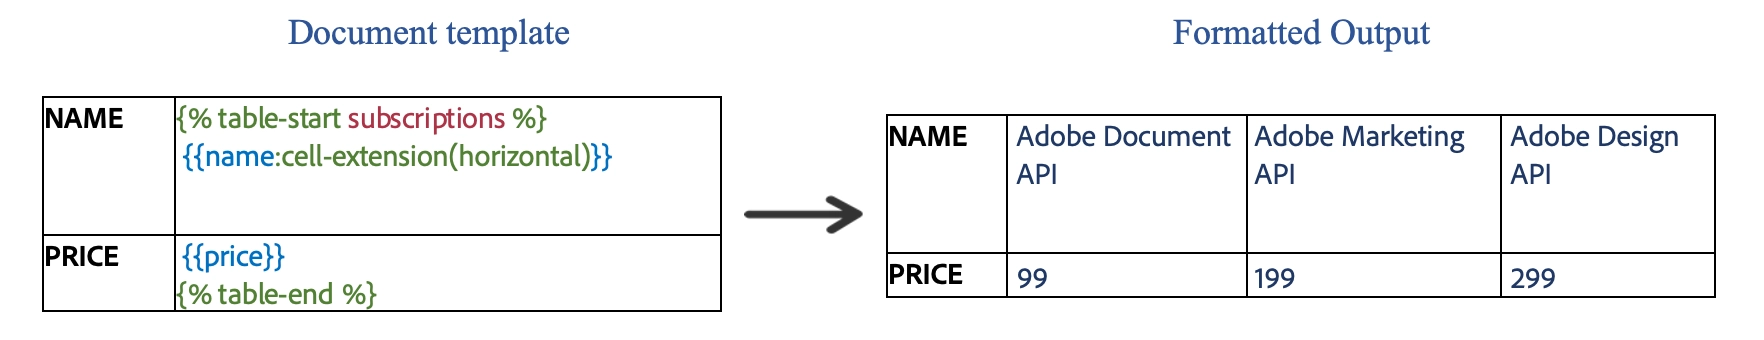 Document template
Formatted Output
NAME
{% table-start subscriptions %}
{{name:cell-extension(horizontal)}}
PRICE
{{price}}
{% table-end %}
NAME
Adobe Document
API
Adobe Marketing
API
Adobe Design
API
PRICE
99
199
299